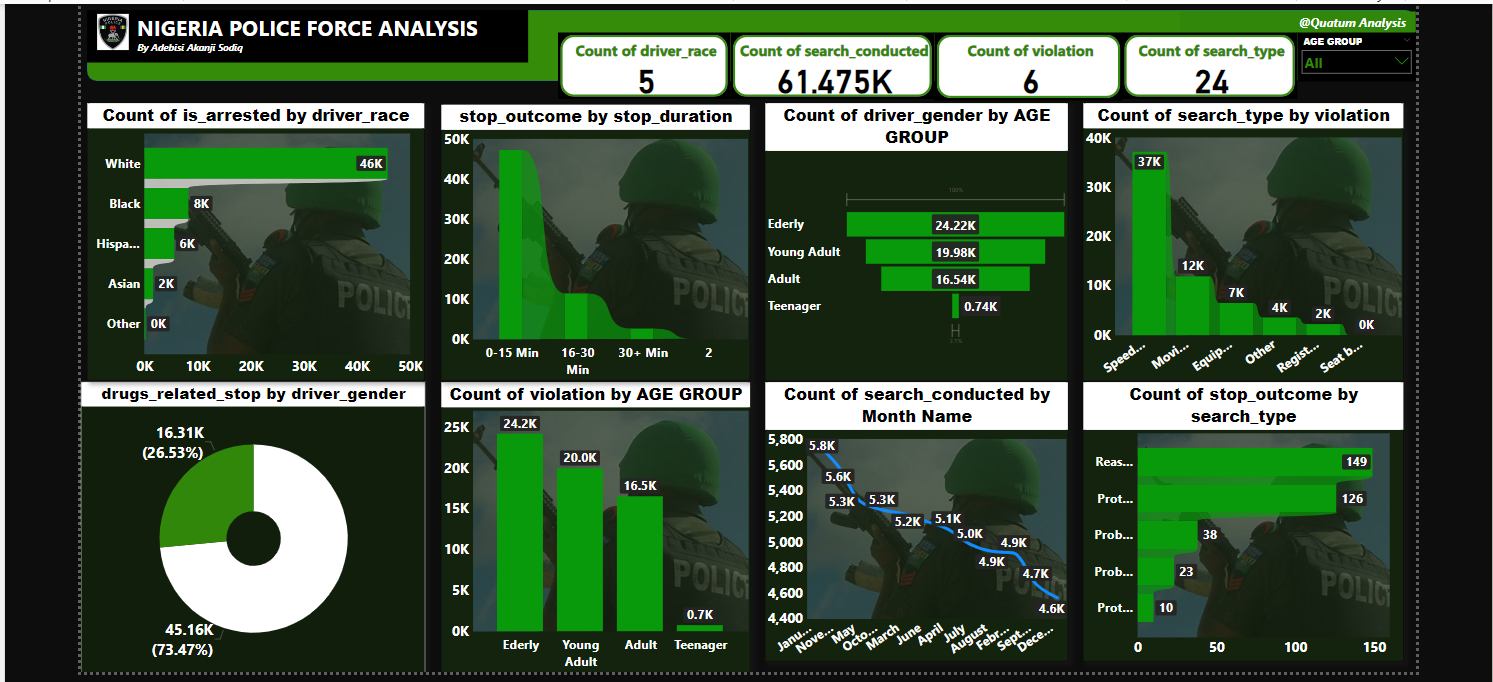 NIGERIA POLICE FORCE ANALYSIS
By Adebisi Akanji Sodiq
@Quatum Analysis
Count of driver_race
5
Count of search_conducted
61.475K
Count of violation
6
Count of search_type
24
AGE GROUP
All
Count of is_arrested by driver_race
White
Black
Hispa...
Asian
Other
46K
8K
6K
2K
0K
0K 10K 20K 30K 40K 50K
POLICE
stop_outcome by stop_duration
50K
40K
30K
20K
10K
0K
0-15 Min
16-30
Min
30+ Min
2
POLICE
Count of driver_gender by AGE
GROUP
100%
Ederly
24.22K
Young Adult
19.98K
Adult
16.54K
Teenager
0.74K
Count of search_type by violation
40K
30K
20K
10K
0K
37K
12K
7K
4K
2K
0K
Speed...
Movi...
Equip...
Other
Regist...
Seat b...
POLICE
drugs_related_stop by driver_gender
16.31K
(26.53%)
45.16K
(73.47%)
Count of violation by AGE GROUP
25K
20K
15K
10K
5K
0K
24.2K
20.0K
16.5K
0.7K
Ederly
Young
Adult
Adult
Teenager
POLICE
Count of search_conducted by
Month Name
5,800
5,600
5,400
5,200
5,000
4,800
4,600
4,400
5.8K
5.6K
5.3K
5.3K
5.2K
5.1K
5.0K
4.9K
4.9K
4.7K
4.6K
Janu...
Nove...
May
Octo...
March
June
April
July
August
Febr...
Sept...
Dece...
POLICE
Count of stop_outcome by
search_type
Reas...
Prot...
Prob...
Prob...
Prot...
149
126
38
23
10
0 50 100 150
POLICE